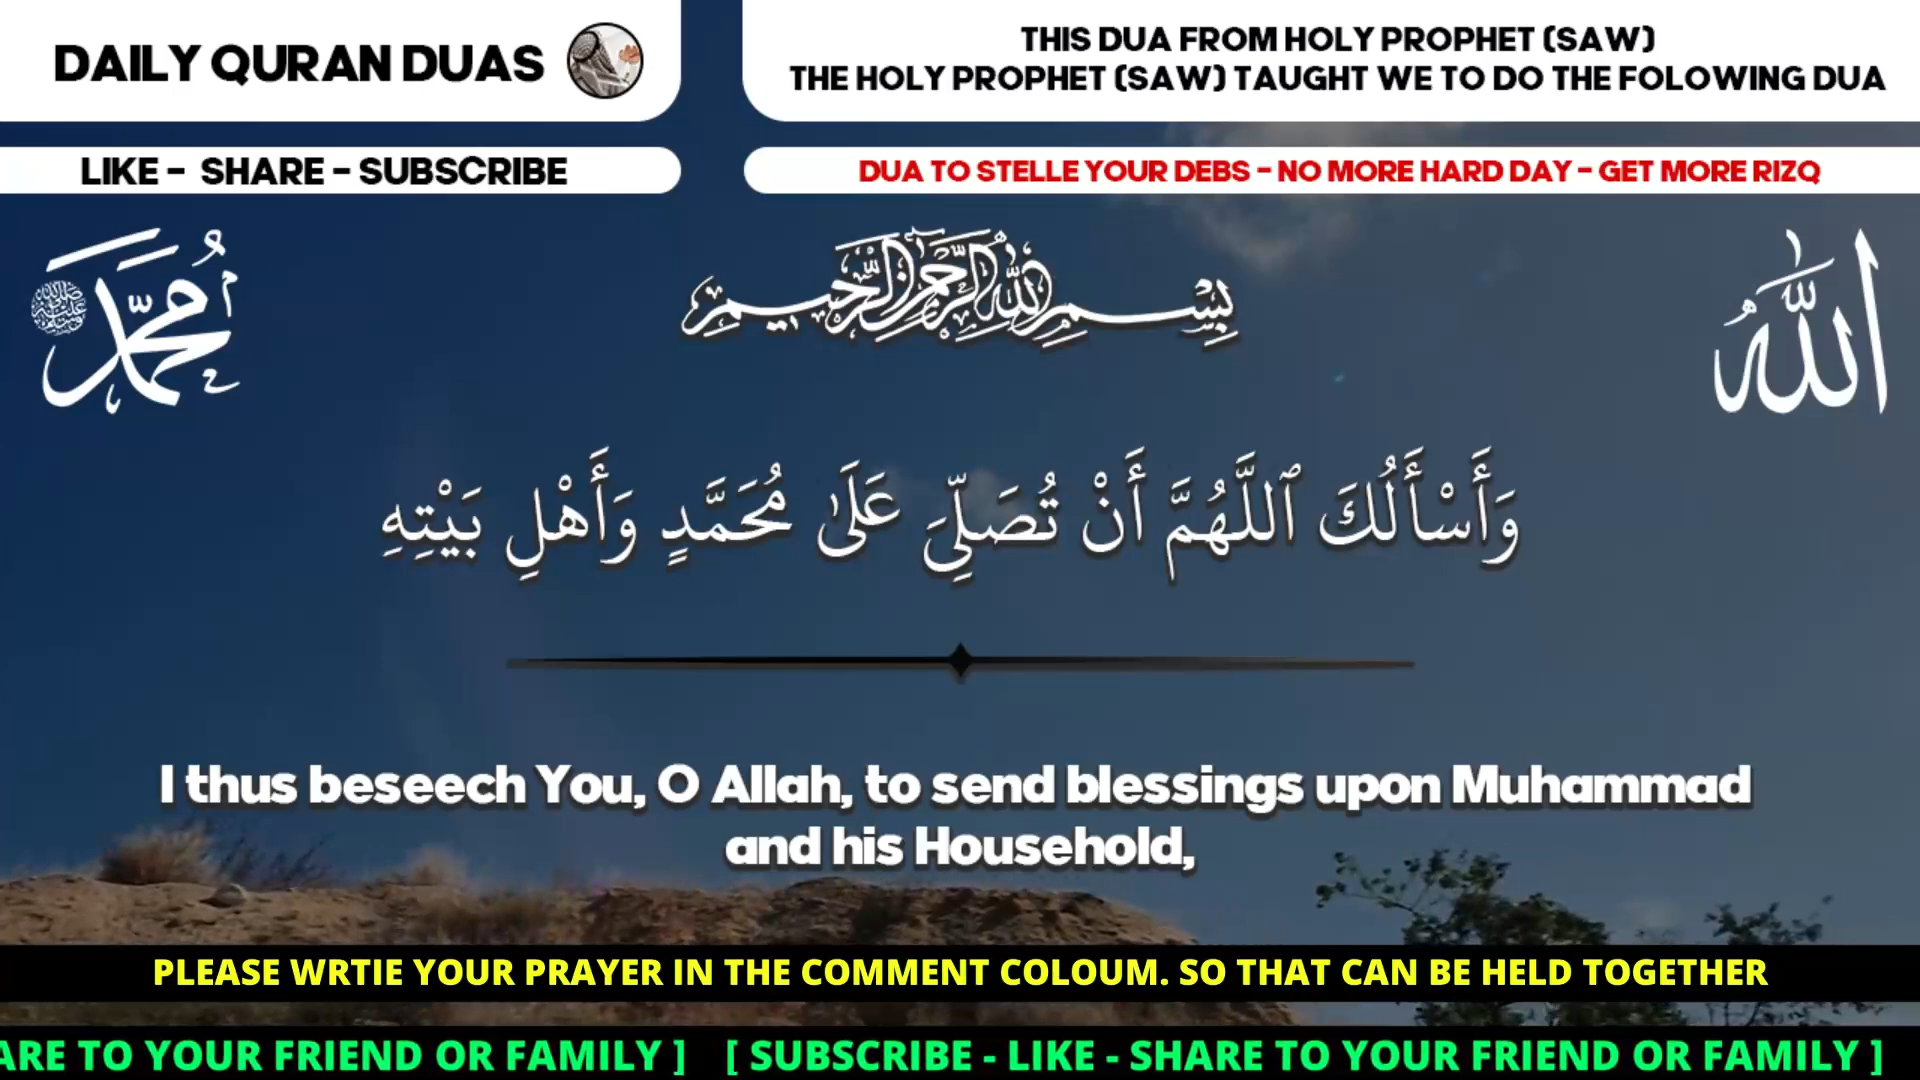 DAILY QURAN DUAS
THIS DUA FROM HOLY PROPHET (SAW)
THE HOLY PROPHET (SAW) TAUGHT WE TO DO THE FOLOWING DUA
LIKE - SHARE - SUBSCRIBE
DUA TO STELLE YOUR DEBS - NO MORE HARD DAY - GET MORE RIZQ
مُحَمَّد
صلى الله عليه وسلم
بِسْمِ اللهِ الرَّحْمٰنِ الرَّحِيمِ
اللَّهُ
وَأَسْأَلُكَ ٱللَّهُمَّ أَنْ تُصَلِّيَ عَلَىٰ مُحَمَّدٍ وَأَهْلِ بَيْتِهِ
I thus beseech You, O Allah, to send blessings upon Muhammad
and his Household,
PLEASE WRTIE YOUR PRAYER IN THE COMMENT COLOUM. SO THAT CAN BE HELD TOGETHER
ARE TO YOUR FRIEND OR FAMILY ] [ SUBSCRIBE - LIKE - SHARE TO YOUR FRIEND OR FAMILY ]